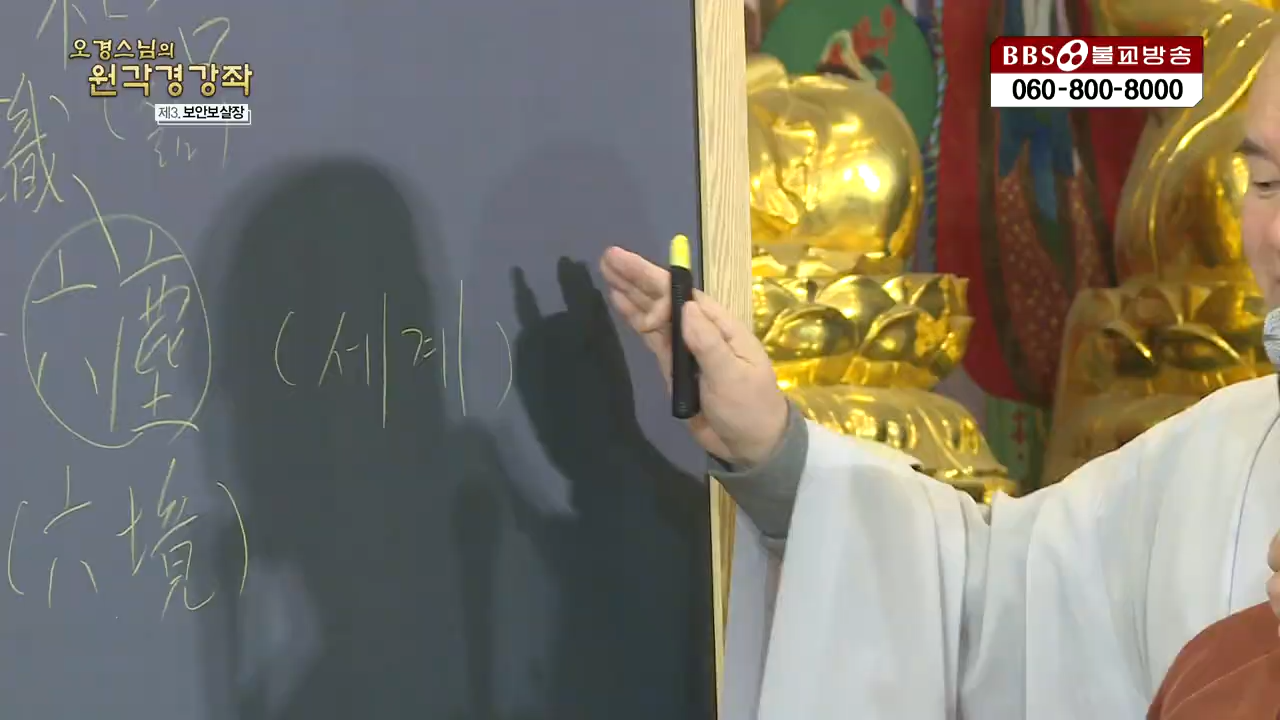 오경스님의
원각경강좌
제3. 보안보살장
BBS 불교방송
060-800-8000
識
六塵 (세계)
(六境)